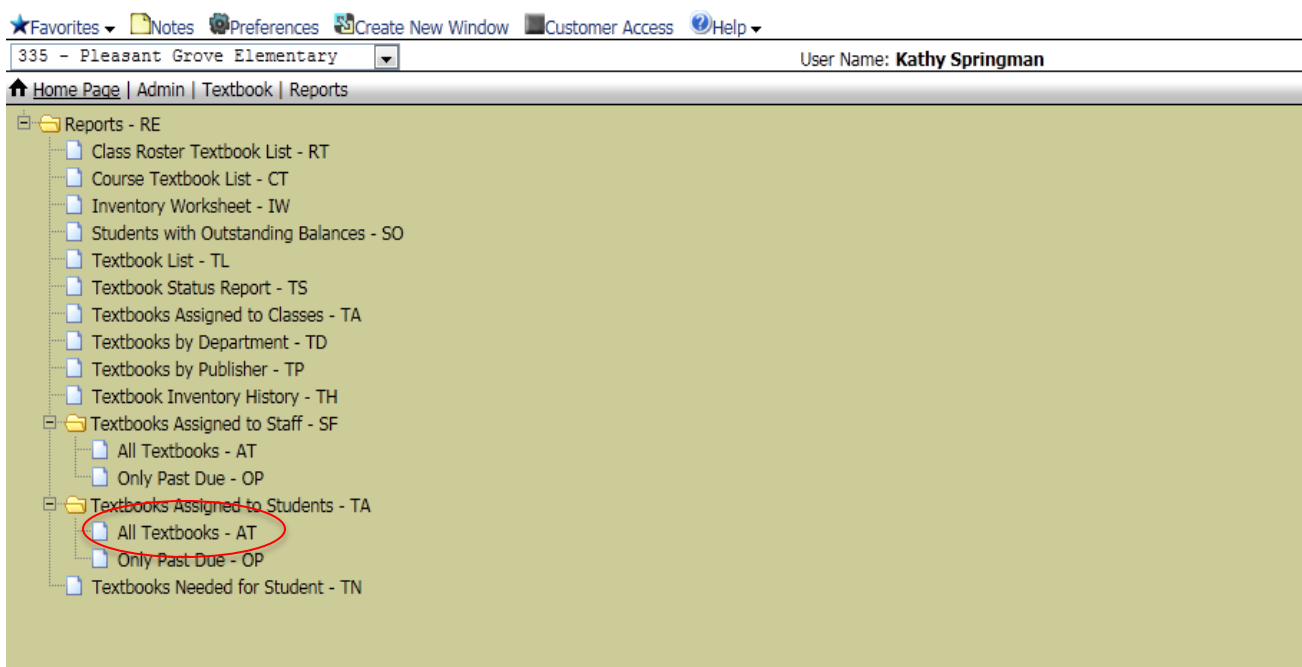 Favorites Notes Preferences Create New Window Customer Access Help
335 - Pleasant Grove Elementary User Name: Kathy Springman
Home Page | Admin | Textbook | Reports
Reports - RE
Class Roster Textbook List - RT
Course Textbook List - CT
Inventory Worksheet - IW
Students with Outstanding Balances - SO
Textbook List - TL
Textbook Status Report - TS
Textbooks Assigned to Classes - TA
Textbooks by Department - TD
Textbooks by Publisher - TP
Textbook Inventory History - TH
Textbooks Assigned to Staff - SF
All Textbooks - AT
Only Past Due - OP
Textbooks Assigned to Students - TA
All Textbooks - AT
Only Past Due - OP
Textbooks Needed for Student - TN